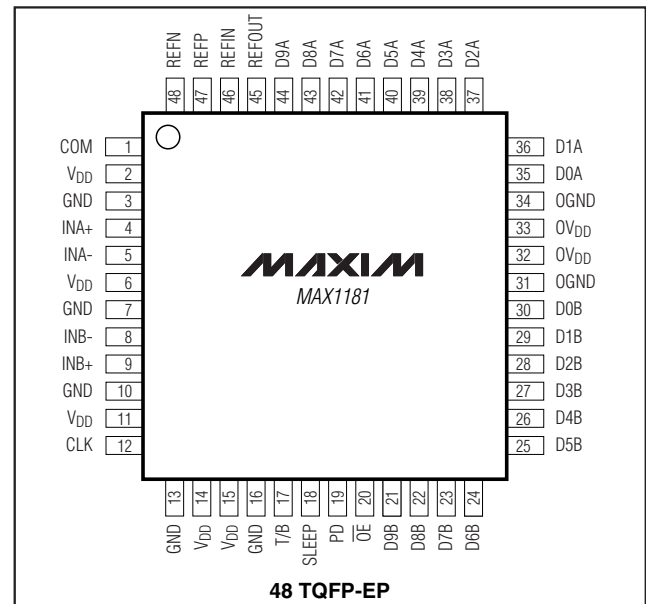 REFN REFP REFIN REFOUT D9A D8A D7A D6A D5A D4A D3A D2A
48 47 46 45 44 43 42 41 40 39 38 37
COM 1 36 D1A
VDD 2 35 D0A
GND 3 34 OGND
INA+ 4 33 OVDD
INA- 5 32 OVDD
VDD 6 31 OGND
GND 7 30 D0B
INB- 8 29 D1B
INB+ 9 28 D2B
GND 10 27 D3B
VDD 11 26 D4B
CLK 12 25 D5B
MAXIM
MAX1181
13 14 15 16 17 18 19 20 21 22 23 24
GND VDD VDD GND T/B SLEEP PD OE D9B D8B D7B D6B
48 TQFP-EP